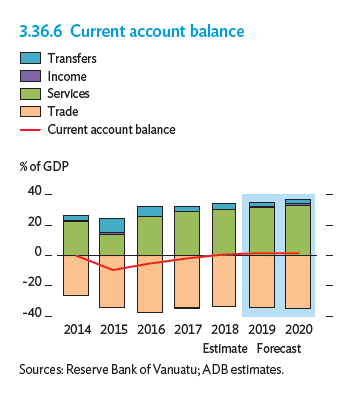 3.36.6 Current account balance
Transfers
Income
Services
Trade
Current account balance
% of GDP
40
20
0
-20
-40
2014 2015 2016 2017 2018 2019 2020
Estimate Forecast
Sources: Reserve Bank of Vanuatu; ADB estimates.